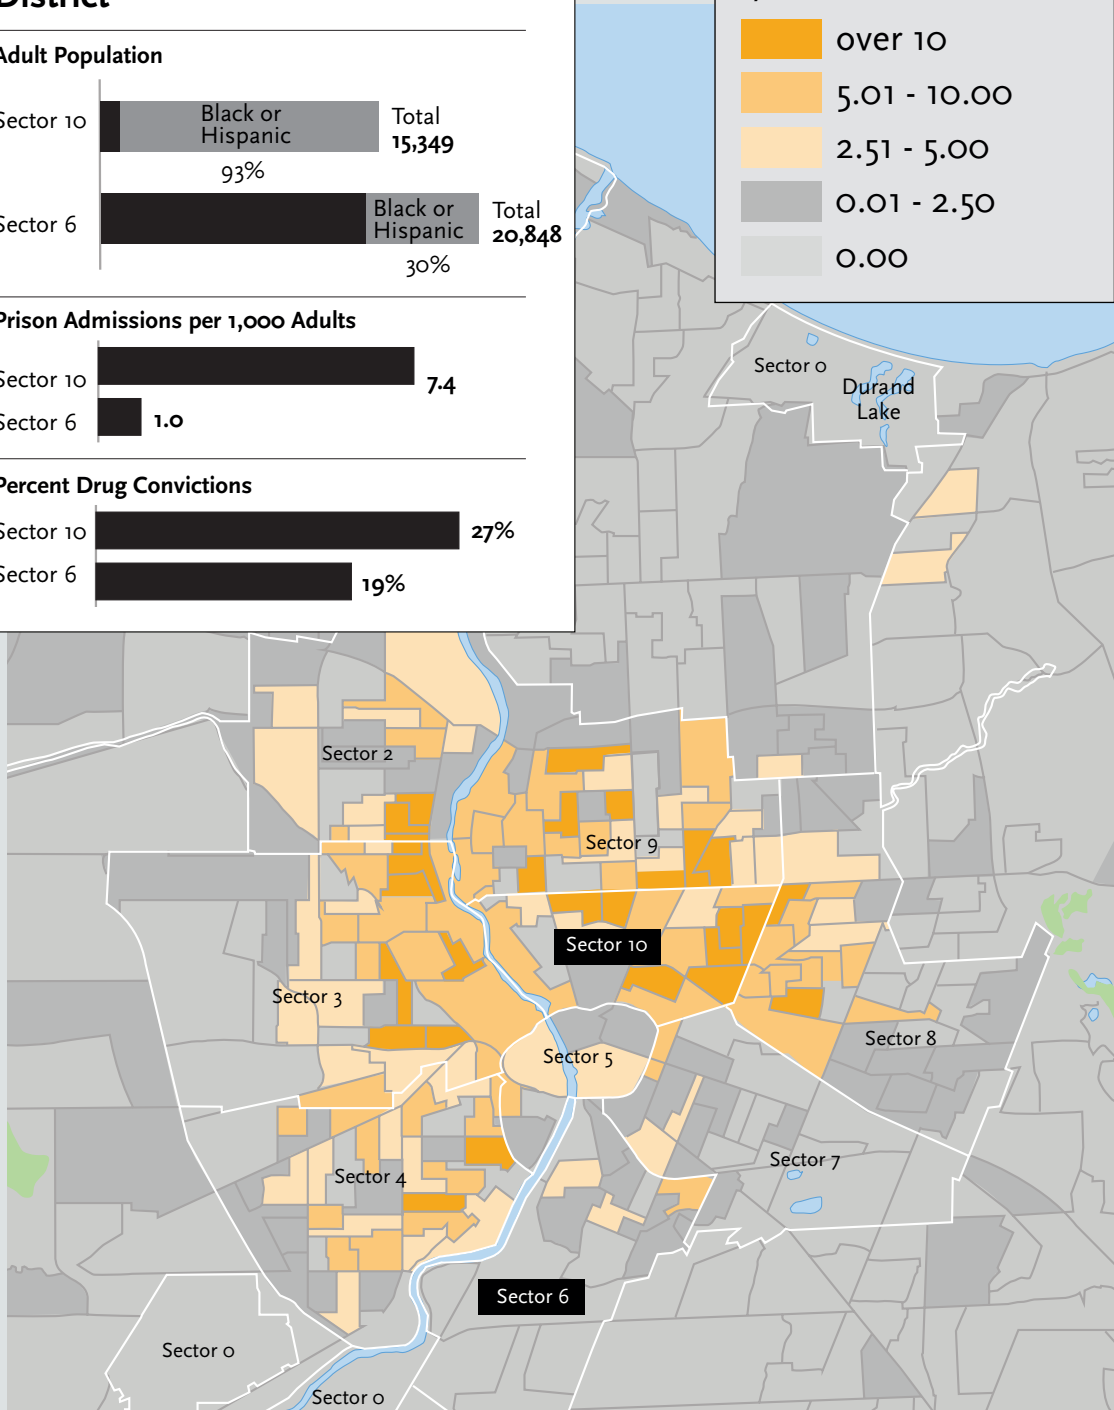 District
Adult Population
Sector 10
Black or
Hispanic
Total
15,349
93%
Sector 6
Black or
Hispanic
Total
20,848
30%
Prison Admissions per 1,000 Adults
Sector 10
7.4
Sector 6
1.0
Percent Drug Convictions
Sector 10
27%
Sector 6
19%
over 10
5.01 - 10.00
2.51 - 5.00
0.01 - 2.50
0.00
Sector 0
Durand
Lake
Sector 2
Sector 9
Sector 10
Sector 3
Sector 5
Sector 8
Sector 7
Sector 4
Sector 6
Sector 0
Sector 0